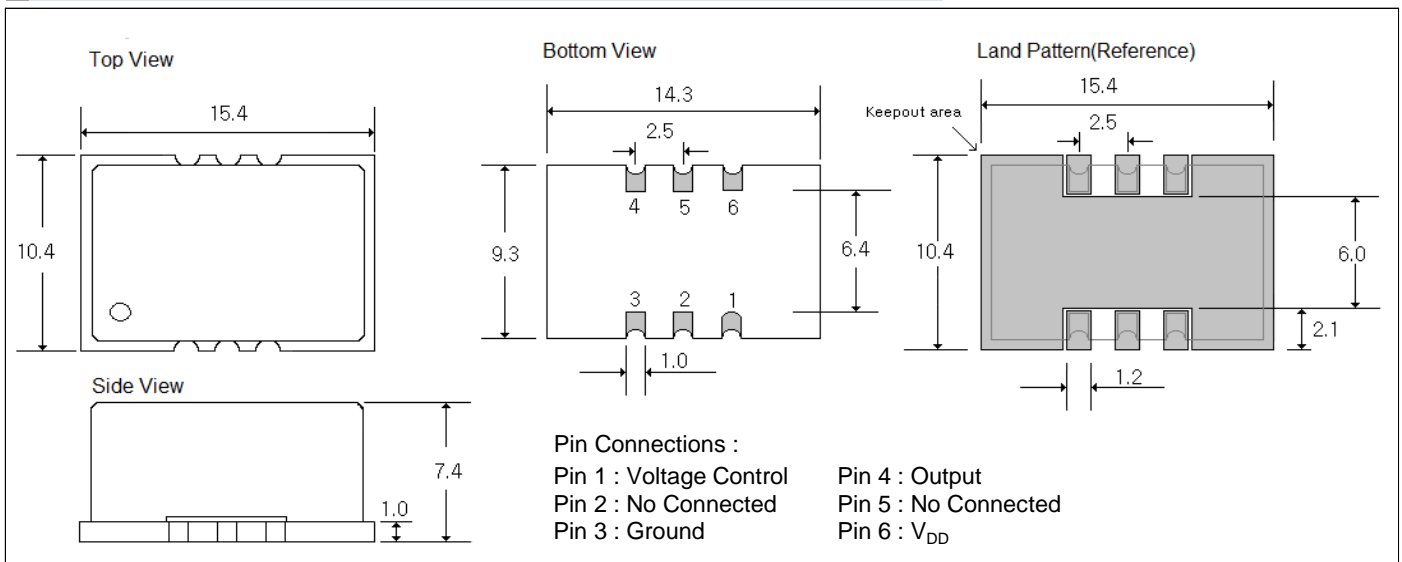 Top View
15.4
10.4
Side View
7.4
1.0
Bottom View
14.3
2.5
4 5 6
9.3
6.4
3 2 1
1.0
Land Pattern(Reference)
15.4
Keepout area
2.5
10.4
6.0
2.1
1.2
Pin Connections :
Pin 1 : Voltage Control
Pin 2 : No Connected
Pin 3 : Ground
Pin 4 : Output
Pin 5 : No Connected
Pin 6 : VDD